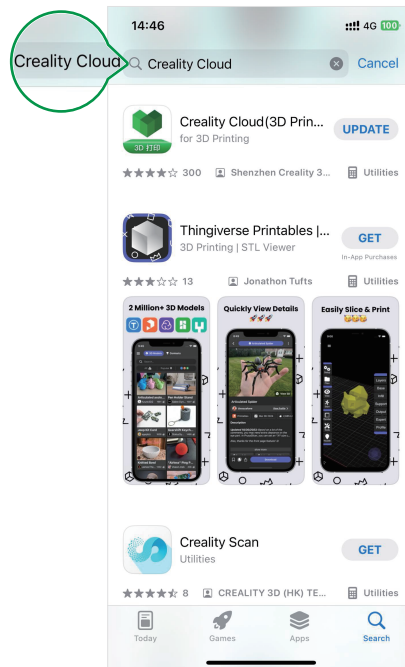 14:46
4G 100
Creality Cloud
Creality Cloud
Cancel
Creality Cloud(3D Prin...
for 3D Printing
UPDATE
3D 打印
300
Shenzhen Creality 3...
Utilities
Thingiverse Printables |...
3D Printing | STL Viewer
GET
In-App Purchases
13
Jonathon Tufts
Utilities
2 Million+ 3D Models
Quickly View Details
Easily Slice & Print
Creality Scan
Utilities
GET
8
CREALITY 3D (HK) TE...
Utilities
Today
Games
Apps
Search